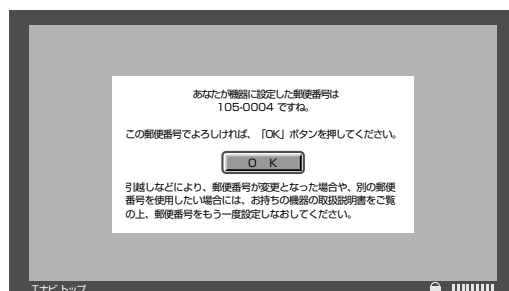 あなたが機器に設定した郵便番号は
105-0004 ですね。
この郵便番号でよろしければ、「OK」ボタンを押してください。
O K
引越しなどにより、郵便番号が変更となった場合や、別の郵便
番号を使用したい場合には、お持ちの機器の取扱説明書をご覧
の上、郵便番号をもう一度設定しなおしてください。
Tナビ トップ